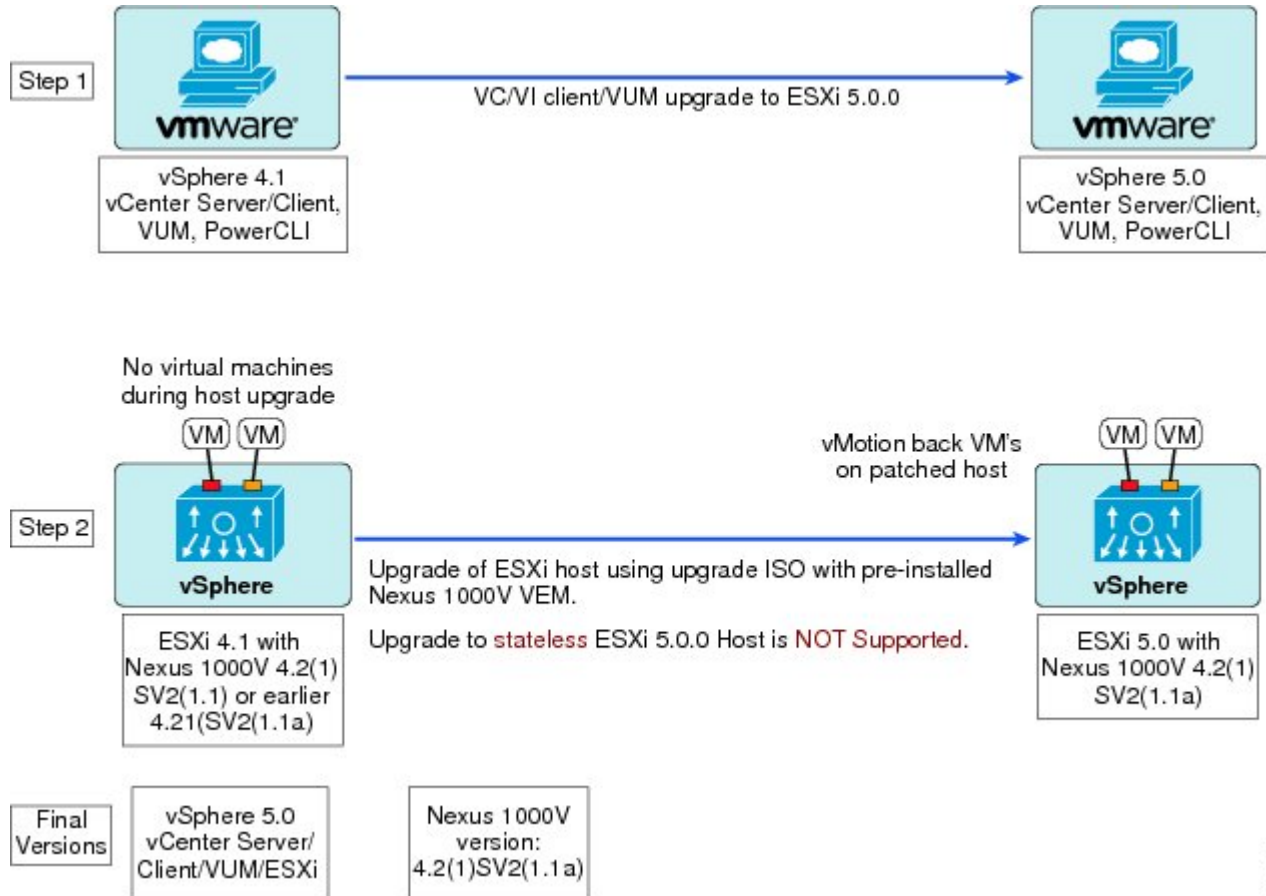 Step 1
vmware
VC/VI client/VUM upgrade to ESXi 5.0.0
vmware
vSphere 4.1
vCenter Server/Client,
VUM, PowerCLI
vSphere 5.0
vCenter Server/Client,
VUM, PowerCLI
No virtual machines
during host upgrade
VM
VM
vMotion back VM's
on patched host
VM
VM
Step 2
vSphere
Upgrade of ESXi host using upgrade ISO with pre-installed
Nexus 1000V VEM.
Upgrade to stateless ESXi 5.0.0 Host is NOT Supported.
vSphere
ESXi 4.1 with
Nexus 1000V 4.2(1)
SV2(1.1) or earlier
4.21(SV2(1.1a)
ESXi 5.0 with
Nexus 1000V 4.2(1)
SV2(1.1a)
Final
Versions
vSphere 5.0
vCenter Server/
Client/VUM/ESXi
Nexus 1000V
version:
4.2(1)SV2(1.1a)